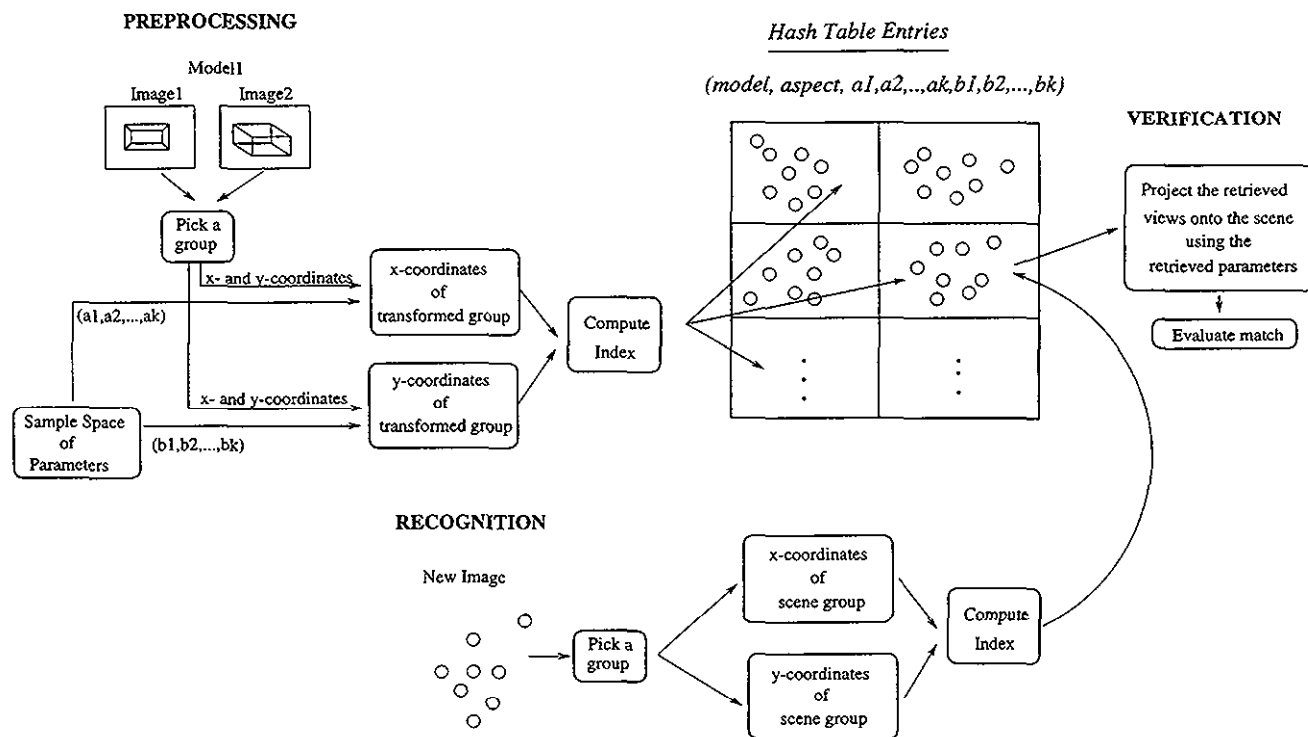 PREPROCESSING
Model1
Image1
Image2
Pick a
group
x- and y-coordinates
(a1,a2,...,ak)
x-coordinates
of
transformed group
Compute
Index
x- and y-coordinates
y-coordinates
of
transformed group
Sample Space
of
Parameters
(b1,b2,...,bk)
Hash Table Entries
(model, aspect, a1,a2,..,ak,b1,b2,...,bk)
VERIFICATION
Project the retrieved
views onto the scene
using the
retrieved parameters
Evaluate match
RECOGNITION
New Image
Pick a
group
x-coordinates
of
scene group
y-coordinates
of
scene group
Compute
Index